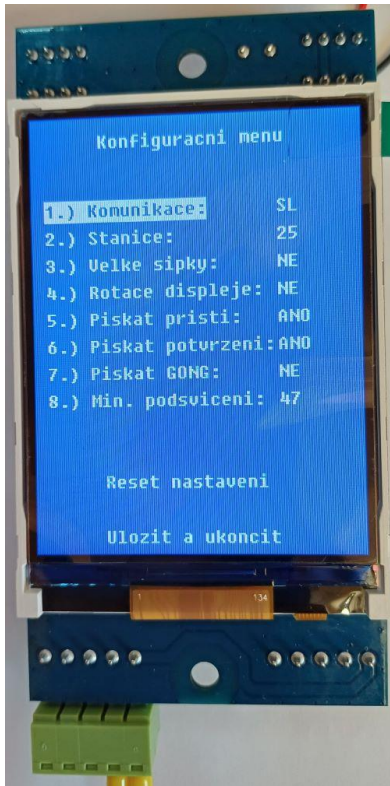 Konfiguracni menu
1.) Komunikace: SL
2.) Stanice: 25
3.) Velke sipky: NE
4.) Rotace displeje: NE
5.) Piskat pristi: ANO
6.) Piskat potvrzeni:ANO
7.) Piskat GONG: NE
8.) Min. podsviceni: 47
Reset nastaveni
Ulozit a ukoncit
1 134